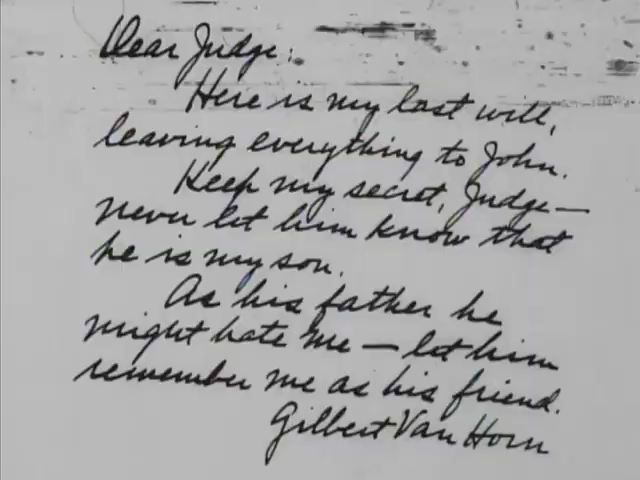 Dear Judge:
Here is my last will,
leaving everything to John.
Keep my secret, Judge—
never let him know that
he is my son.
As his father he
might hate me — let him
remember me as his friend.
Gilbert Van Horn